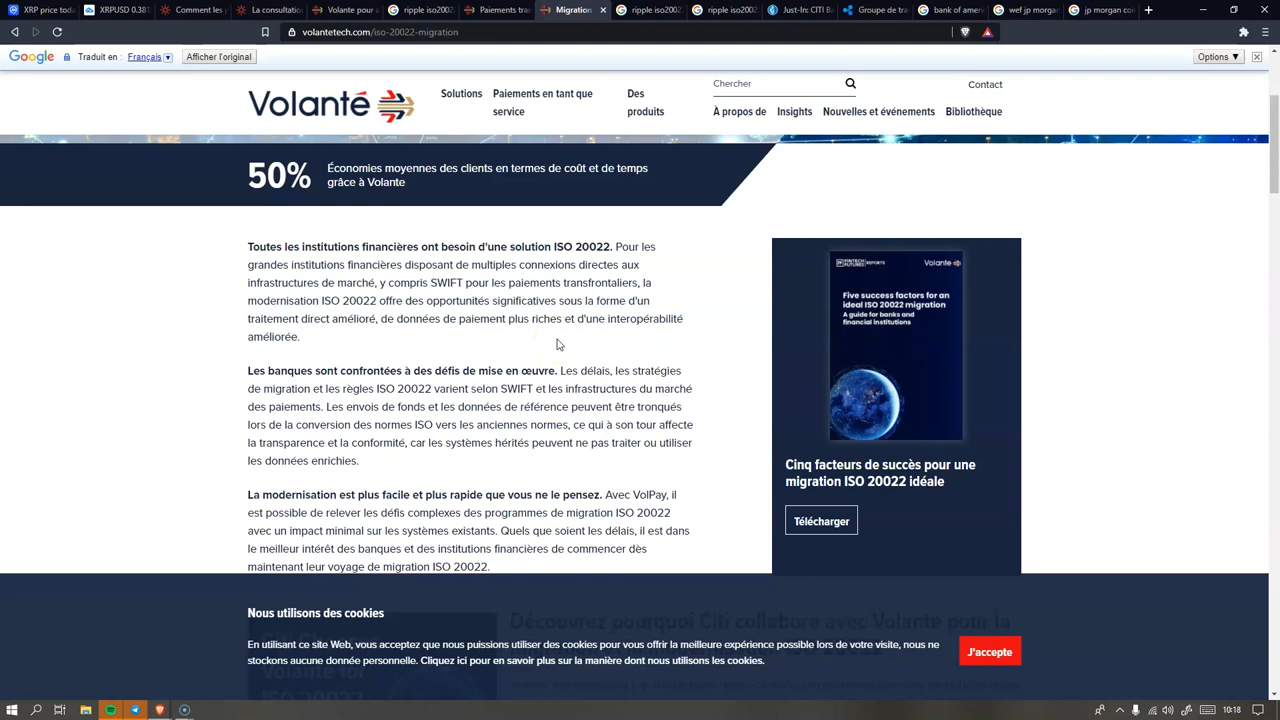 XRP price toda
XRPUSD 0.381
Comment les p
La consultation
Volante pour a
ripple iso2002
Paiements tra
Migration
ripple iso2002
ripple iso2002
Just-In: CITI Ba
Groupe de tra
bank of ameri
wef jp morgan
jp morgan co
volantetech.com/iso-20022-migration
Google Traduit en : Français Afficher l'original Options ▼
Volanté
Solutions
Paiements en tant que
service
Des
produits
Chercher
Contact
À propos de Insights Nouvelles et événements Bibliothèque
50%
Économies moyennes des clients en termes de coût et de temps
grâce à Volante
Toutes les institutions financières ont besoin d'une solution ISO 20022. Pour les
grandes institutions financières disposant de multiples connexions directes aux
infrastructures de marché, y compris SWIFT pour les paiements transfrontaliers, la
modernisation ISO 20022 offre des opportunités significatives sous la forme d'un
traitement direct amélioré, de données de paiement plus riches et d'une interopérabilité
améliorée.
Les banques sont confrontées à des défis de mise en œuvre. Les délais, les stratégies
de migration et les règles ISO 20022 varient selon SWIFT et les infrastructures du marché
des paiements. Les envois de fonds et les données de référence peuvent être tronqués
lors de la conversion des normes ISO vers les anciennes normes, ce qui à son tour affecte
la transparence et la conformité, car les systèmes hérités peuvent ne pas traiter ou utiliser
les données enrichies.
La modernisation est plus facile et plus rapide que vous ne le pensez. Avec VolPay, il
est possible de relever les défis complexes des programmes de migration ISO 20022
avec un impact minimal sur les systèmes existants. Quels que soient les délais, il est dans
le meilleur intérêt des banques et des institutions financières de commencer dès
maintenant leur voyage de migration ISO 20022.
FINTECH
FUTURES
REPORTS
Volante
Five success factors for an
ideal ISO 20022 migration
A guide for banks and
financial institutions
Cinq facteurs de succès pour une
migration ISO 20022 idéale
Télécharger
Découvrez pourquoi Citi collabore avec Volante pour la
Nous utilisons des cookies
En utilisant ce site Web, vous acceptez que nous puissions utiliser des cookies pour vous offrir la meilleure expérience possible lors de votre visite, nous ne
stockons aucune donnée personnelle. Cliquez ici pour en savoir plus sur la manière dont nous utilisons les cookies.
J'accepte
10:18